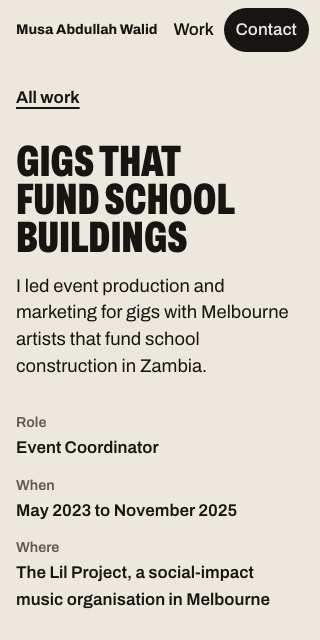 Musa Abdullah Walid Work Contact
All work
GIGS THAT
FUND SCHOOL
BUILDINGS
I led event production and
marketing for gigs with Melbourne
artists that fund school
construction in Zambia.
Role
Event Coordinator
When
May 2023 to November 2025
Where
The Lil Project, a social-impact
music organisation in Melbourne